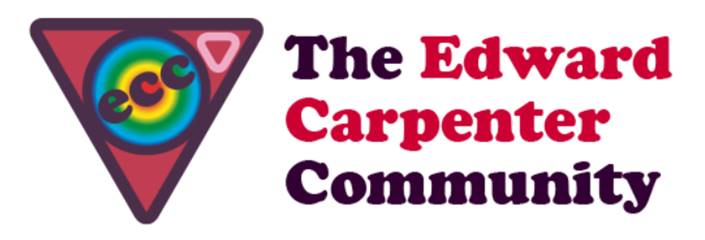 ecc
The Edward
Carpenter
Community